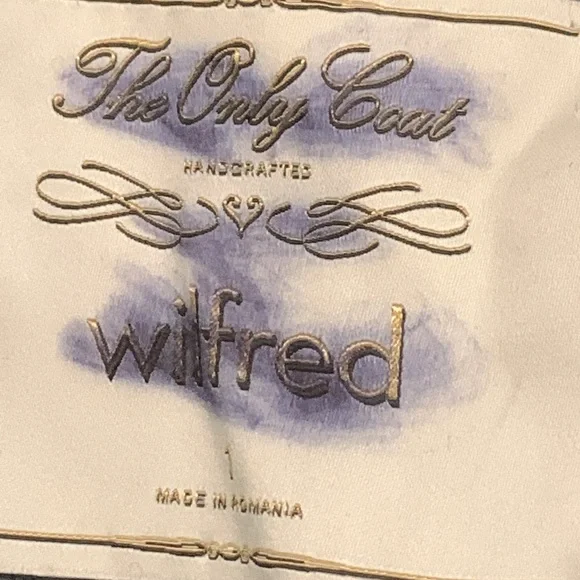 The Only Coat
HANDCRAFTED
wilfred
1
MADE IN ROMANIA